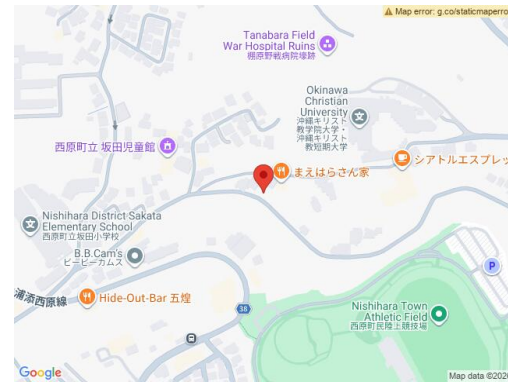 Map error: g.co/staticmaperro
Tanabara Field
War Hospital Ruins
棚原野戦病院壕跡
Okinawa
Christian
University
沖縄キリスト
教学院大学・
沖縄キリスト
教短期大学
西原町立 坂田児童館
シアトルエスプレッ
まえはらさん家
Nishihara District Sakata
Elementary School
西原町立坂田小学校
B.B.Cam's
ビービーカムス
P
浦添西原線
Hide-Out-Bar 五煌
38
Nishihara Town
Athletic Field
西原町民陸上競技場
Google
Map data ©202